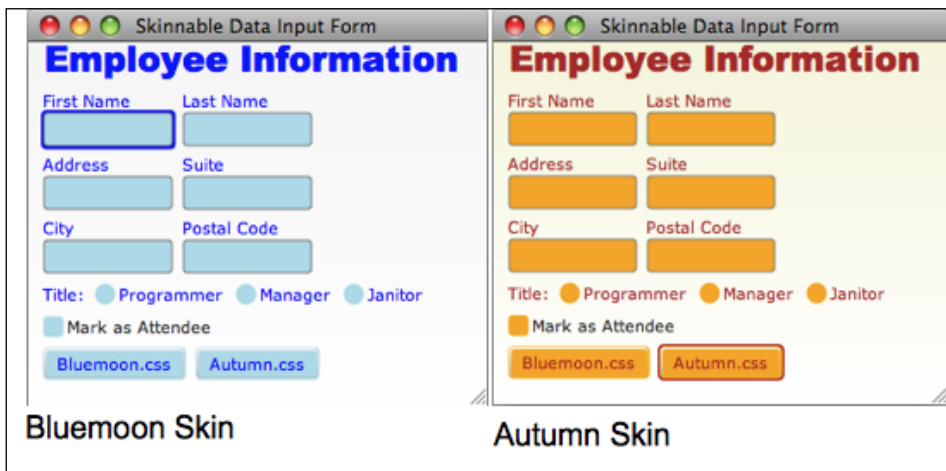 Skinnable Data Input Form
Employee Information
First Name Last Name
Address Suite
City Postal Code
Title: Programmer Manager Janitor
Mark as Attendee
Bluemoon.css Autumn.css
Bluemoon Skin
Skinnable Data Input Form
Employee Information
First Name Last Name
Address Suite
City Postal Code
Title: Programmer Manager Janitor
Mark as Attendee
Bluemoon.css Autumn.css
Autumn Skin